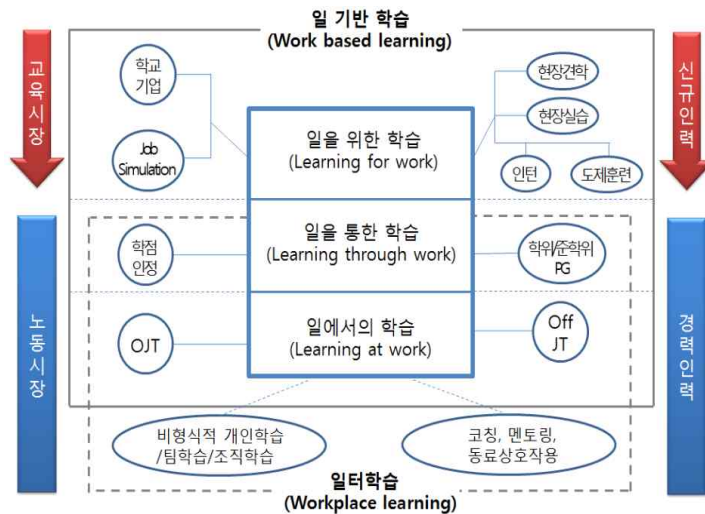 일 기반 학습
(Work based learning)
교육시장
신규인력
학교
기업
현장견학
현장실습
일을 위한 학습
(Learning for work)
Job
Simulation
인턴
도제훈련
학점
인정
일을 통한 학습
(Learning through work)
학위/준학위
PG
노동시장
경력인력
OJT
일에서의 학습
(Learning at work)
Off
JT
비형식적 개인학습
/팀학습/조직학습
코칭, 멘토링,
동료상호작용
일터학습
(Workplace learning)